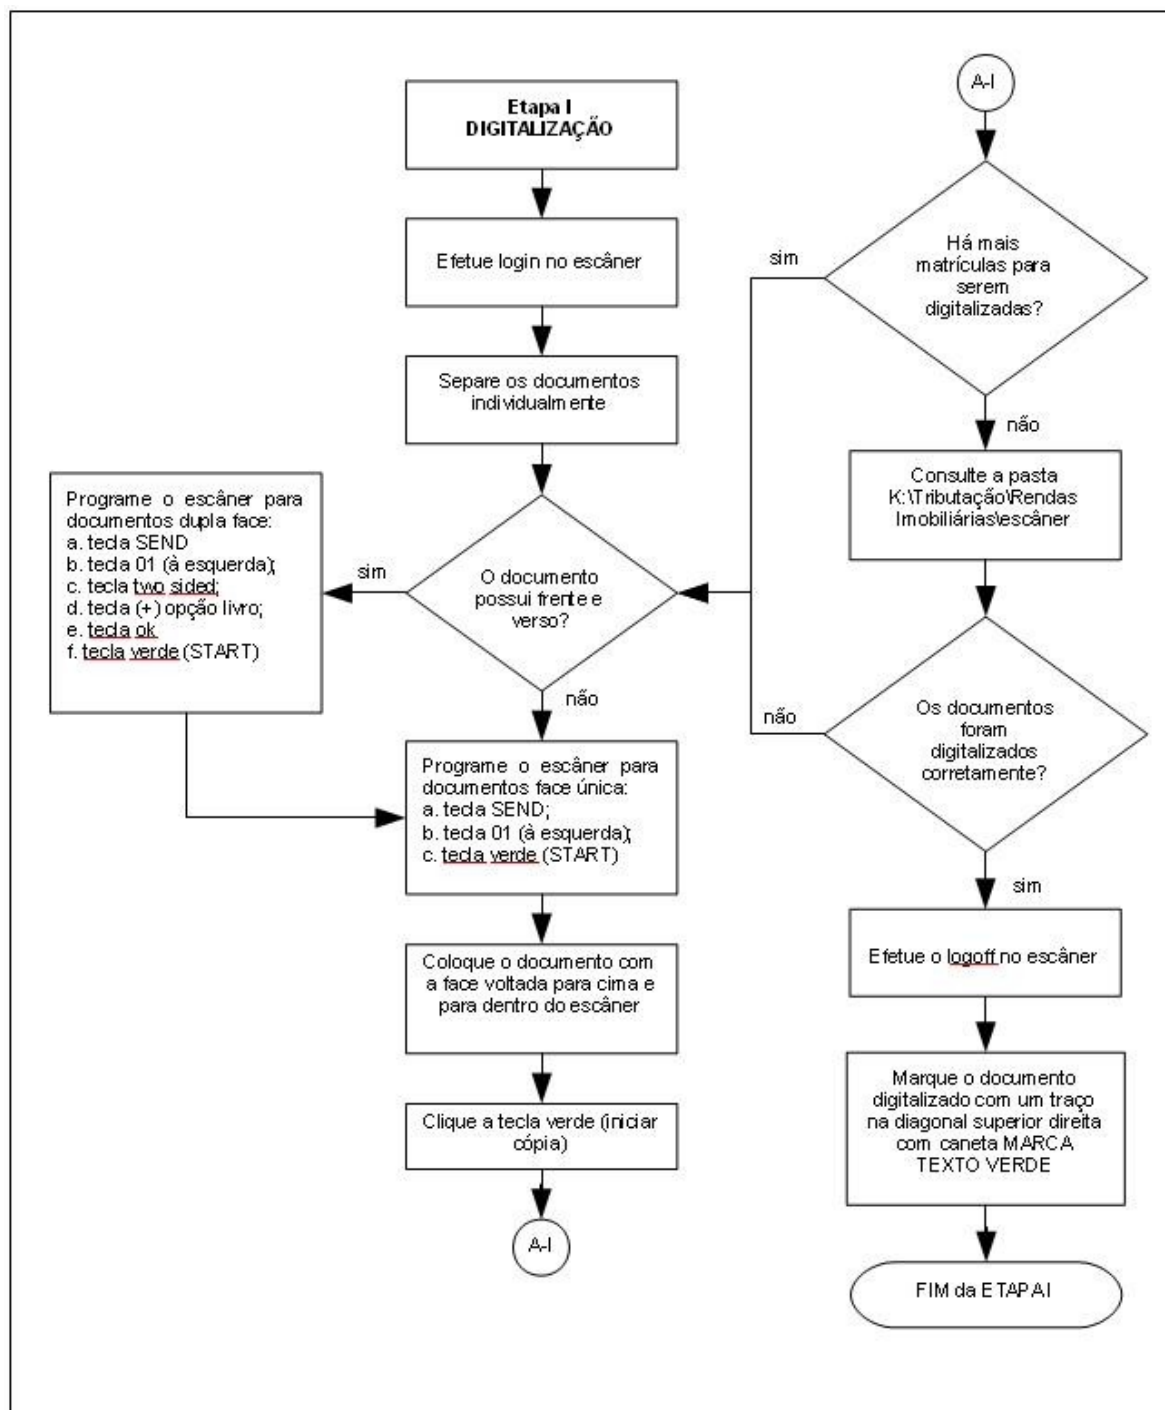 Etapa I
DIGITALIZAÇÃO
Efetue login no escâner
Separe os documentos
individualmente
O documento
possui frente e
verso?
sim
não
Programe o escâner para
documentos dupla face:
a. tecla SEND
b. tecla 01 (à esquerda);
c. tecla two sided;
d. tecla (+) opção livro;
e. tecla ok
f. tecla verde (START)
Programe o escâner para
documentos face única:
a. tecla SEND;
b. tecla 01 (à esquerda);
c. tecla verde (START)
Coloque o documento com
a face voltada para cima e
para dentro do escâner
Clique a tecla verde (iniciar
cópia)
A-I
A-I
Há mais
matrículas para
serem
digitalizadas?
sim
não
Consulte a pasta
K:\Tributação\Rendas
Imobiliárias\escâner
Os documentos
foram
digitalizados
corretamente?
não
sim
Efetue o logoff no escâner
Marque o documento
digitalizado com um traço
na diagonal superior direita
com caneta MARCA
TEXTO VERDE
FIM da ETAPA I